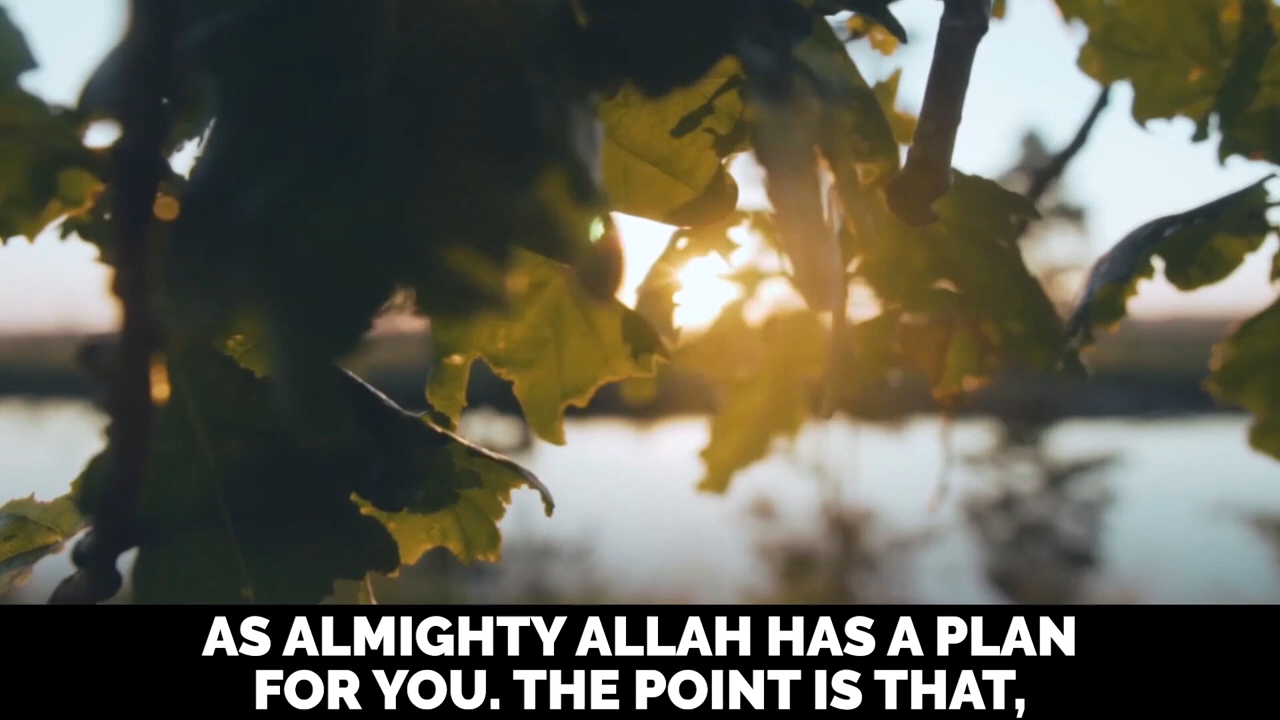 AS ALMIGHTY ALLAH HAS A PLAN
FOR YOU. THE POINT IS THAT,